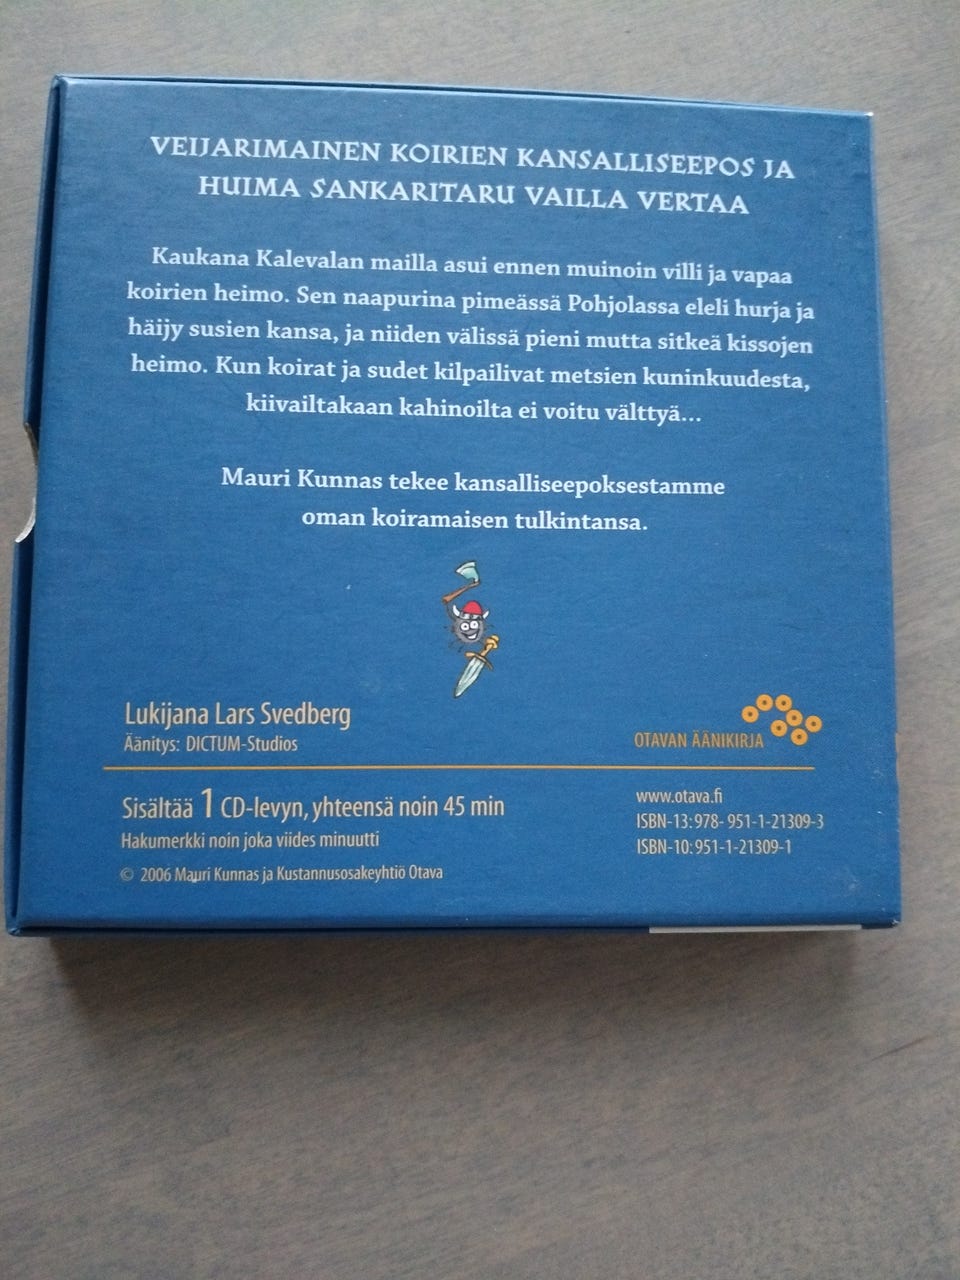 VEIJARIMAINEN KOIRIEN KANSALLISEEPOS JA
HUIMA SANKARITARU VAILLA VERTAA
Kaukana Kalevalan mailla asui ennen muinoin villi ja vapaa
koirien heimo. Sen naapurina pimeässä Pohjolassa eleli hurja ja
häijy susien kansa, ja niiden välissä pieni mutta sitkeä kissojen
heimo. Kun koirat ja sudet kilpailivat metsien kuninkuudesta,
kiivailtakaan kahinoilta ei voitu välttyä...
Mauri Kunnas tekee kansalliseepoksestamme
oman koiramaisen tulkintansa.
Lukijana Lars Svedberg
Äänitys: DICTUM-Studios
OTAVAN ÄÄNIKIRJA
Sisältää 1 CD-levyn, yhteensä noin 45 min
Hakumerkki noin joka viides minuutti
© 2006 Mauri Kunnas ja Kustannusosakeyhtiö Otava
www.otava.fi
ISBN-13:978- 951-1-21309-3
ISBN-10:951-1-21309-1